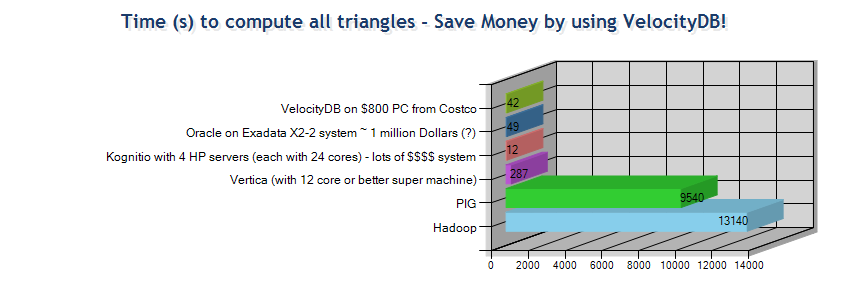 Time (s) to compute all triangles - Save Money by using VelocityDB!
VelocityDB on $800 PC from Costco
42
Oracle on Exadata X2-2 system ~ 1 million Dollars (?)
49
Kognitio with 4 HP servers (each with 24 cores) - lots of $$$$ system
12
Vertica (with 12 core or better super machine)
287
PIG
9540
Hadoop
13140
0 2000 4000 6000 8000 10000 12000 14000